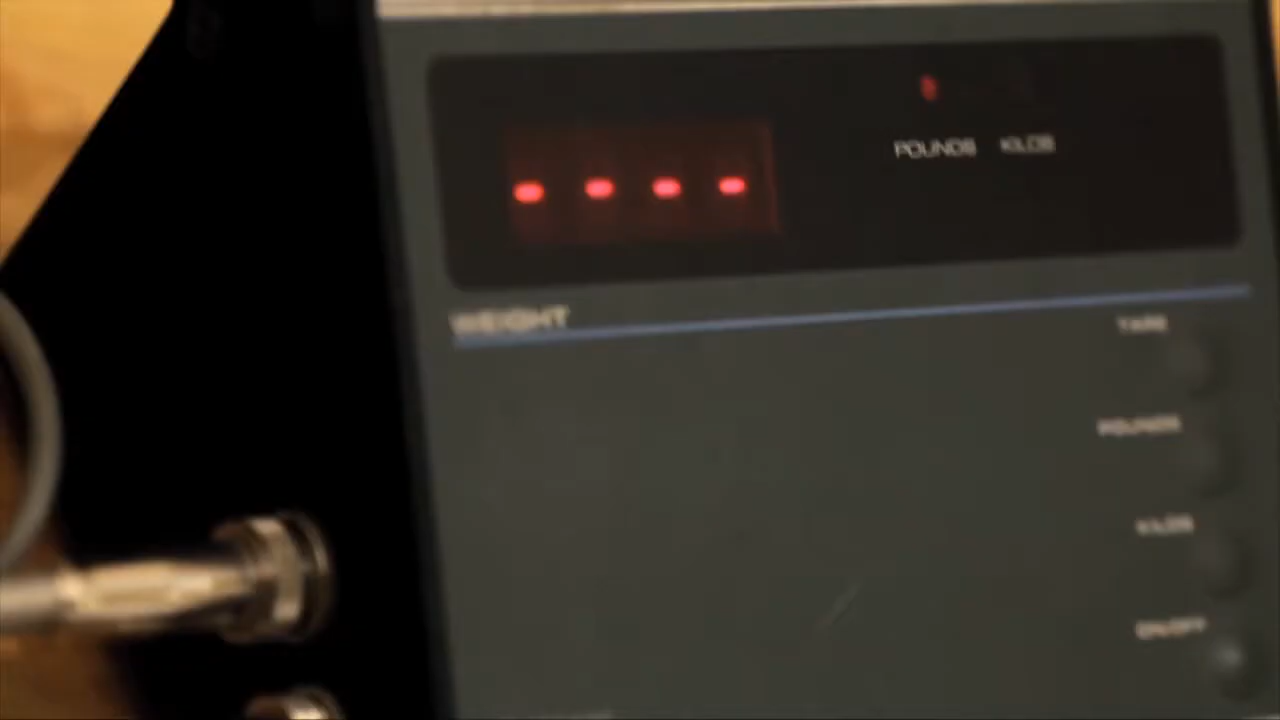 - - - -
POUNDS KILOS
WEIGHT
TARE
POUNDS
KILOS
ON/OFF